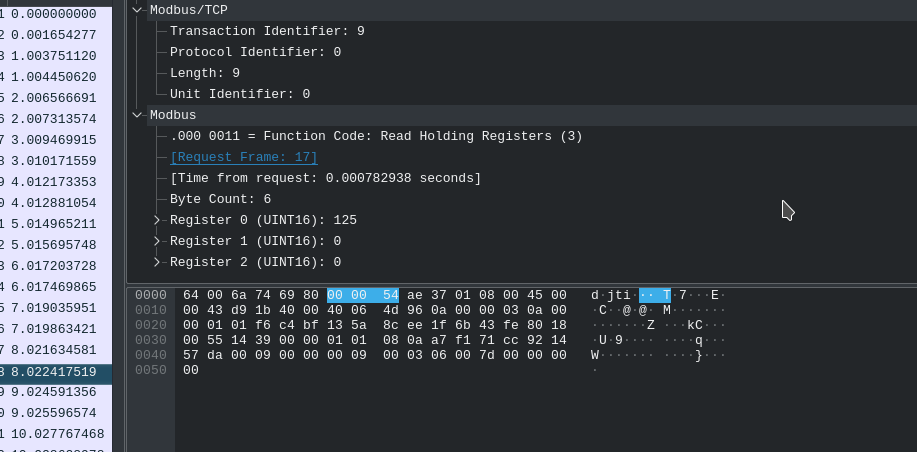 1 0.000000000
2 0.001654277
3 1.003751120
4 1.004450620
5 2.006566691
6 2.007313574
7 3.009469915
8 3.010171559
9 4.012173353
0 4.012881054
1 5.014965211
2 5.015695748
3 6.017203728
4 6.017469865
5 7.019035951
6 7.019863421
7 8.021634581
8 8.022417519
9 9.024591356
0 9.025596574
1 10.027767468
Modbus/TCP
Transaction Identifier: 9
Protocol Identifier: 0
Length: 9
Unit Identifier: 0
Modbus
.000 0011 = Function Code: Read Holding Registers (3)
[Request Frame: 17]
[Time from request: 0.000782938 seconds]
Byte Count: 6
Register 0 (UINT16): 125
Register 1 (UINT16): 0
Register 2 (UINT16): 0
0000 64 00 6a 74 69 80 00 00 54 ae 37 01 08 00 45 00 d·jti···T·7···E·
0010 00 43 d9 1b 40 00 40 06 4d 96 0a 00 00 03 0a 00 ·C··@·@·M·······
0020 00 01 01 f6 c4 bf 13 5a 8c ee 1f 6b 43 fe 80 18 ·······Z···kC···
0030 00 55 14 39 00 00 01 01 08 0a a7 f1 71 cc 92 14 ·U·9········q···
0040 57 da 00 09 00 00 00 09 00 03 06 00 7d 00 00 00 W···········}···
0050 00 ·